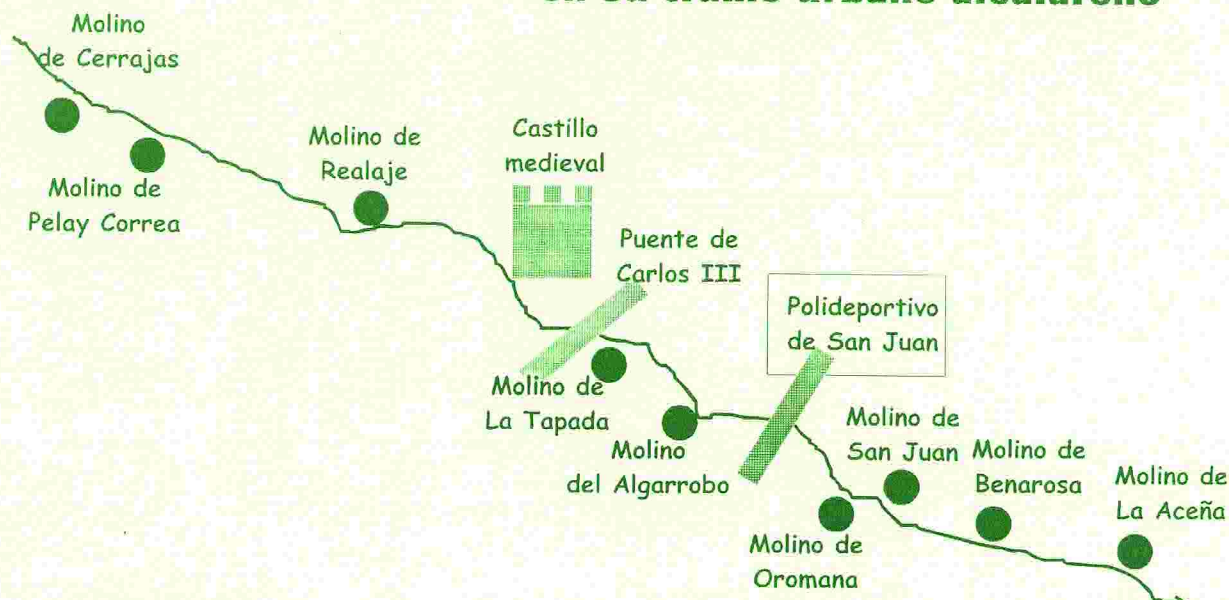 Molino
de Cerrajas
Molino de
Pelay Correa
Molino de
Realaje
Castillo
medieval
Puente de
Carlos III
Polideportivo
de San Juan
Molino de
La Tapada
Molino
del Algarrobo
Molino de
San Juan
Molino de
Benarosa
Molino de
La Aceña
Molino de
Oromana